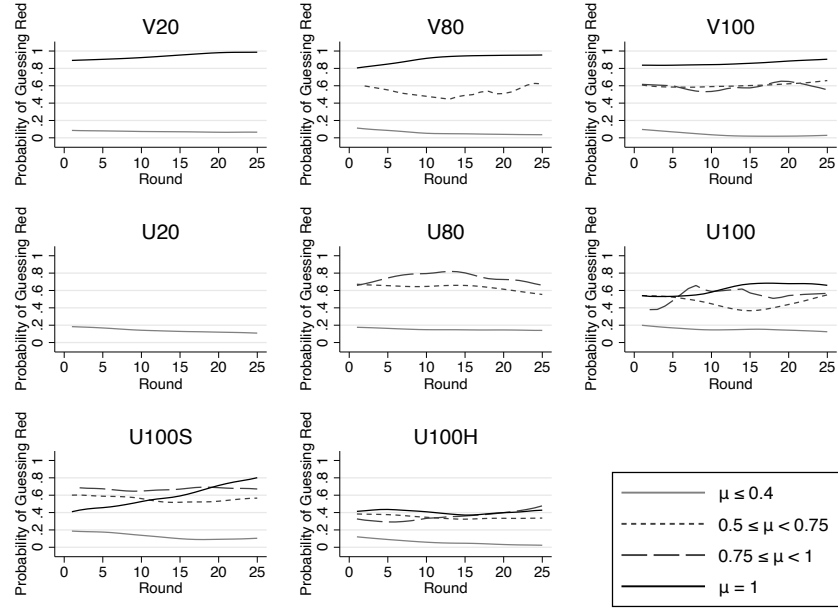 V20
Probability of Guessing Red
0 .2 .4 .6 .8 1
0 5 10 15 20 25
Round
V80
Probability of Guessing Red
0 .2 .4 .6 .8 1
0 5 10 15 20 25
Round
V100
Probability of Guessing Red
0 .2 .4 .6 .8 1
0 5 10 15 20 25
Round
U20
Probability of Guessing Red
0 .2 .4 .6 .8 1
0 5 10 15 20 25
Round
U80
Probability of Guessing Red
0 .2 .4 .6 .8 1
0 5 10 15 20 25
Round
U100
Probability of Guessing Red
0 .2 .4 .6 .8 1
0 5 10 15 20 25
Round
U100S
Probability of Guessing Red
0 .2 .4 .6 .8 1
0 5 10 15 20 25
Round
U100H
Probability of Guessing Red
0 .2 .4 .6 .8 1
0 5 10 15 20 25
Round
μ ≤ 0.4
0.5 ≤ μ < 0.75
0.75 ≤ μ < 1
μ = 1